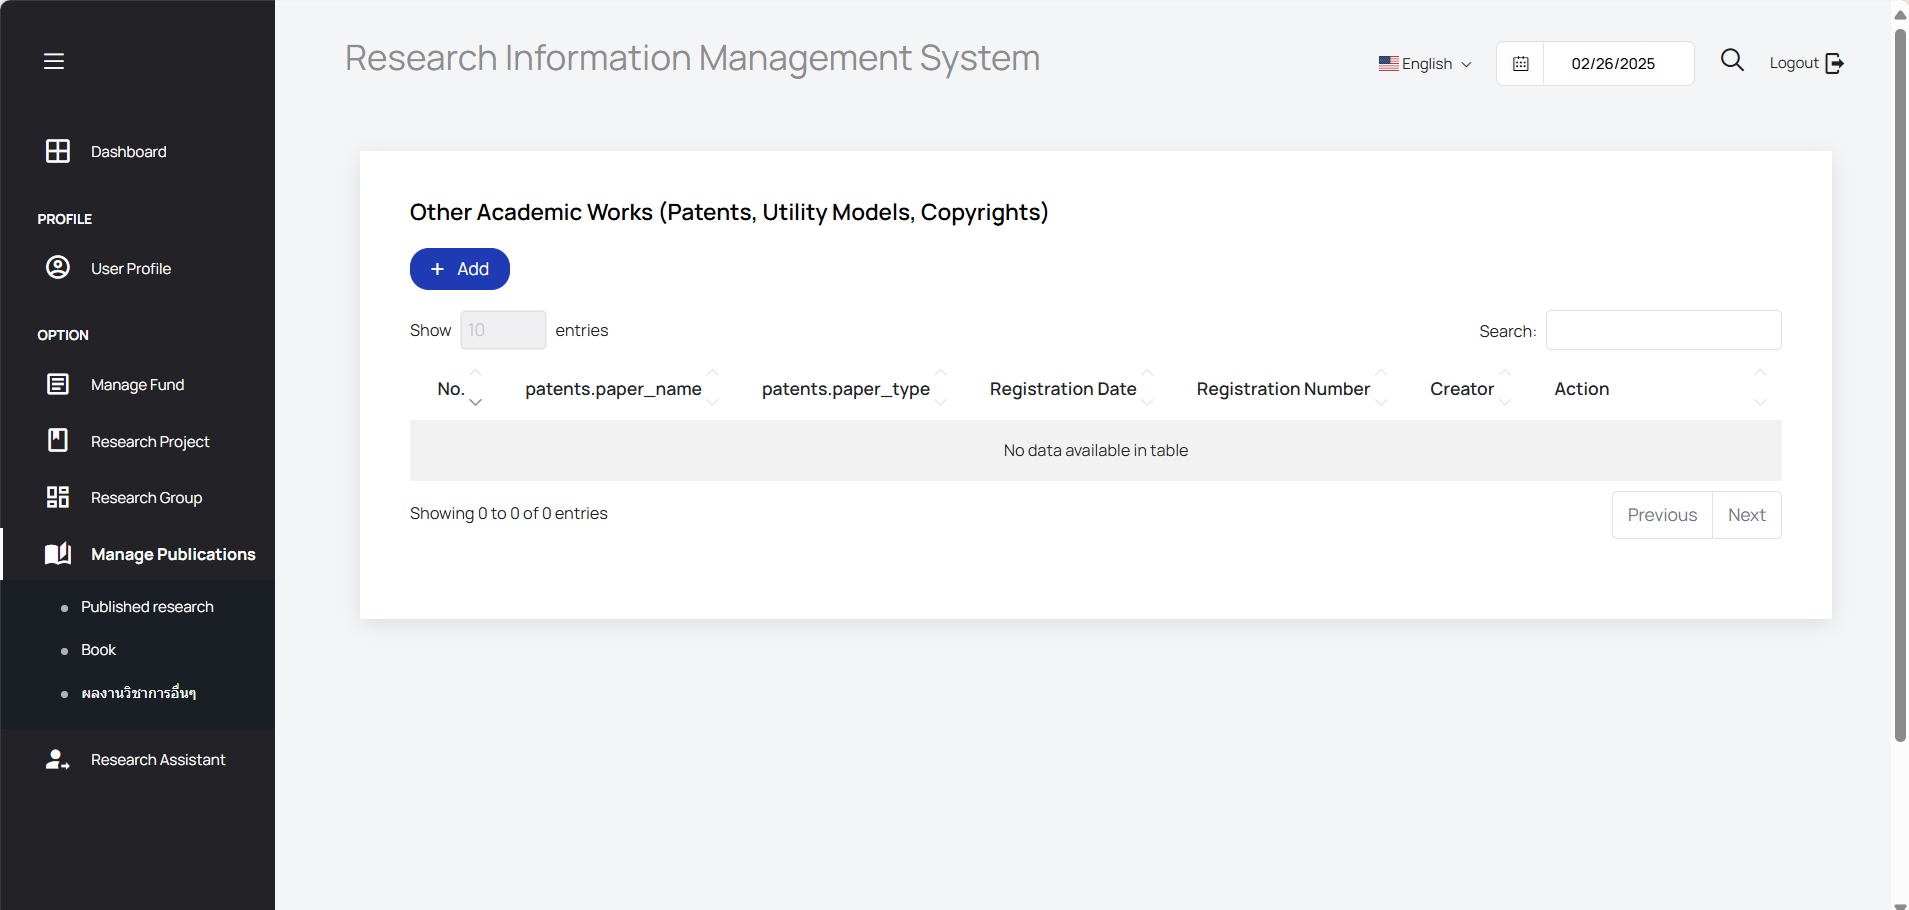 Research Information Management System
English
02/26/2025
Logout
Dashboard
PROFILE
User Profile
OPTION
Manage Fund
Research Project
Research Group
Manage Publications
Published research
Book
ผลงานวิชาการอื่นๆ
Research Assistant
Other Academic Works (Patents, Utility Models, Copyrights)
+ Add
Show 10 entries
Search:
No. patents.paper_name patents.paper_type Registration Date Registration Number Creator Action
No data available in table
Showing 0 to 0 of 0 entries
Previous Next